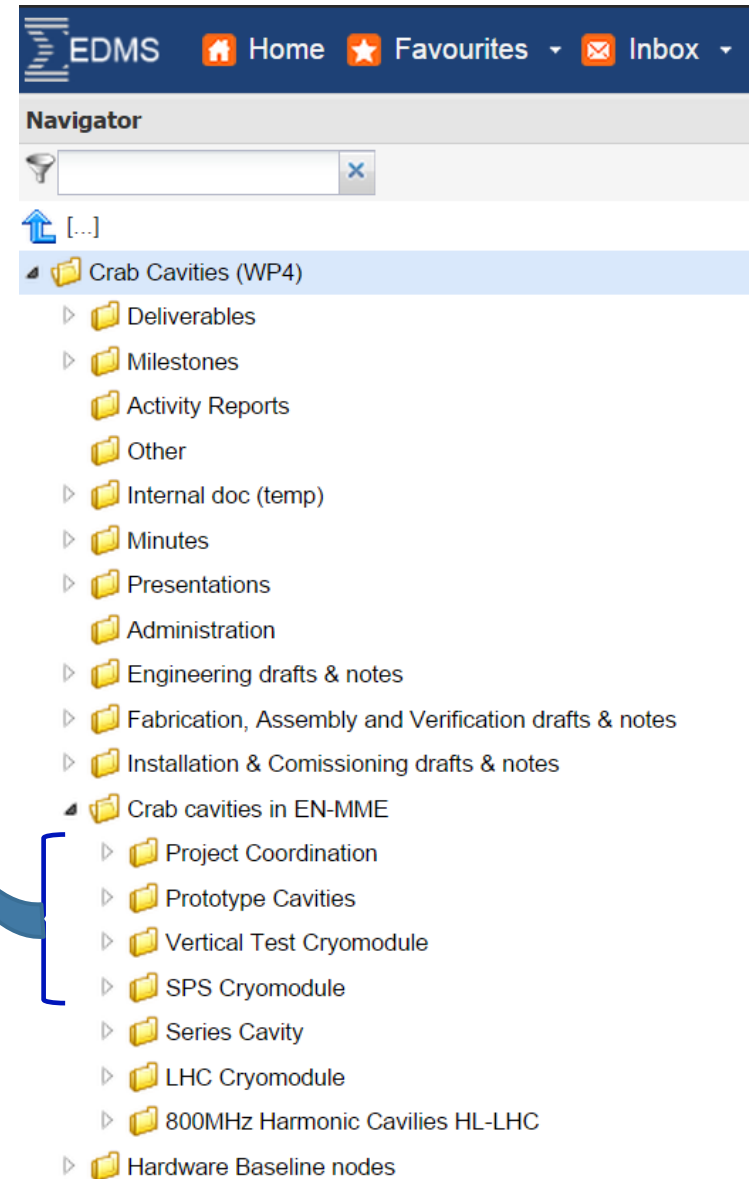 EDMS Home Favourites Inbox
Navigator
[...]
Crab Cavities (WP4)
Deliverables
Milestones
Activity Reports
Other
Internal doc (temp)
Minutes
Presentations
Administration
Engineering drafts & notes
Fabrication, Assembly and Verification drafts & notes
Installation & Comissioning drafts & notes
Crab cavities in EN-MME
Project Coordination
Prototype Cavities
Vertical Test Cryomodule
SPS Cryomodule
Series Cavity
LHC Cryomodule
800MHz Harmonic Cavilies HL-LHC
Hardware Baseline nodes